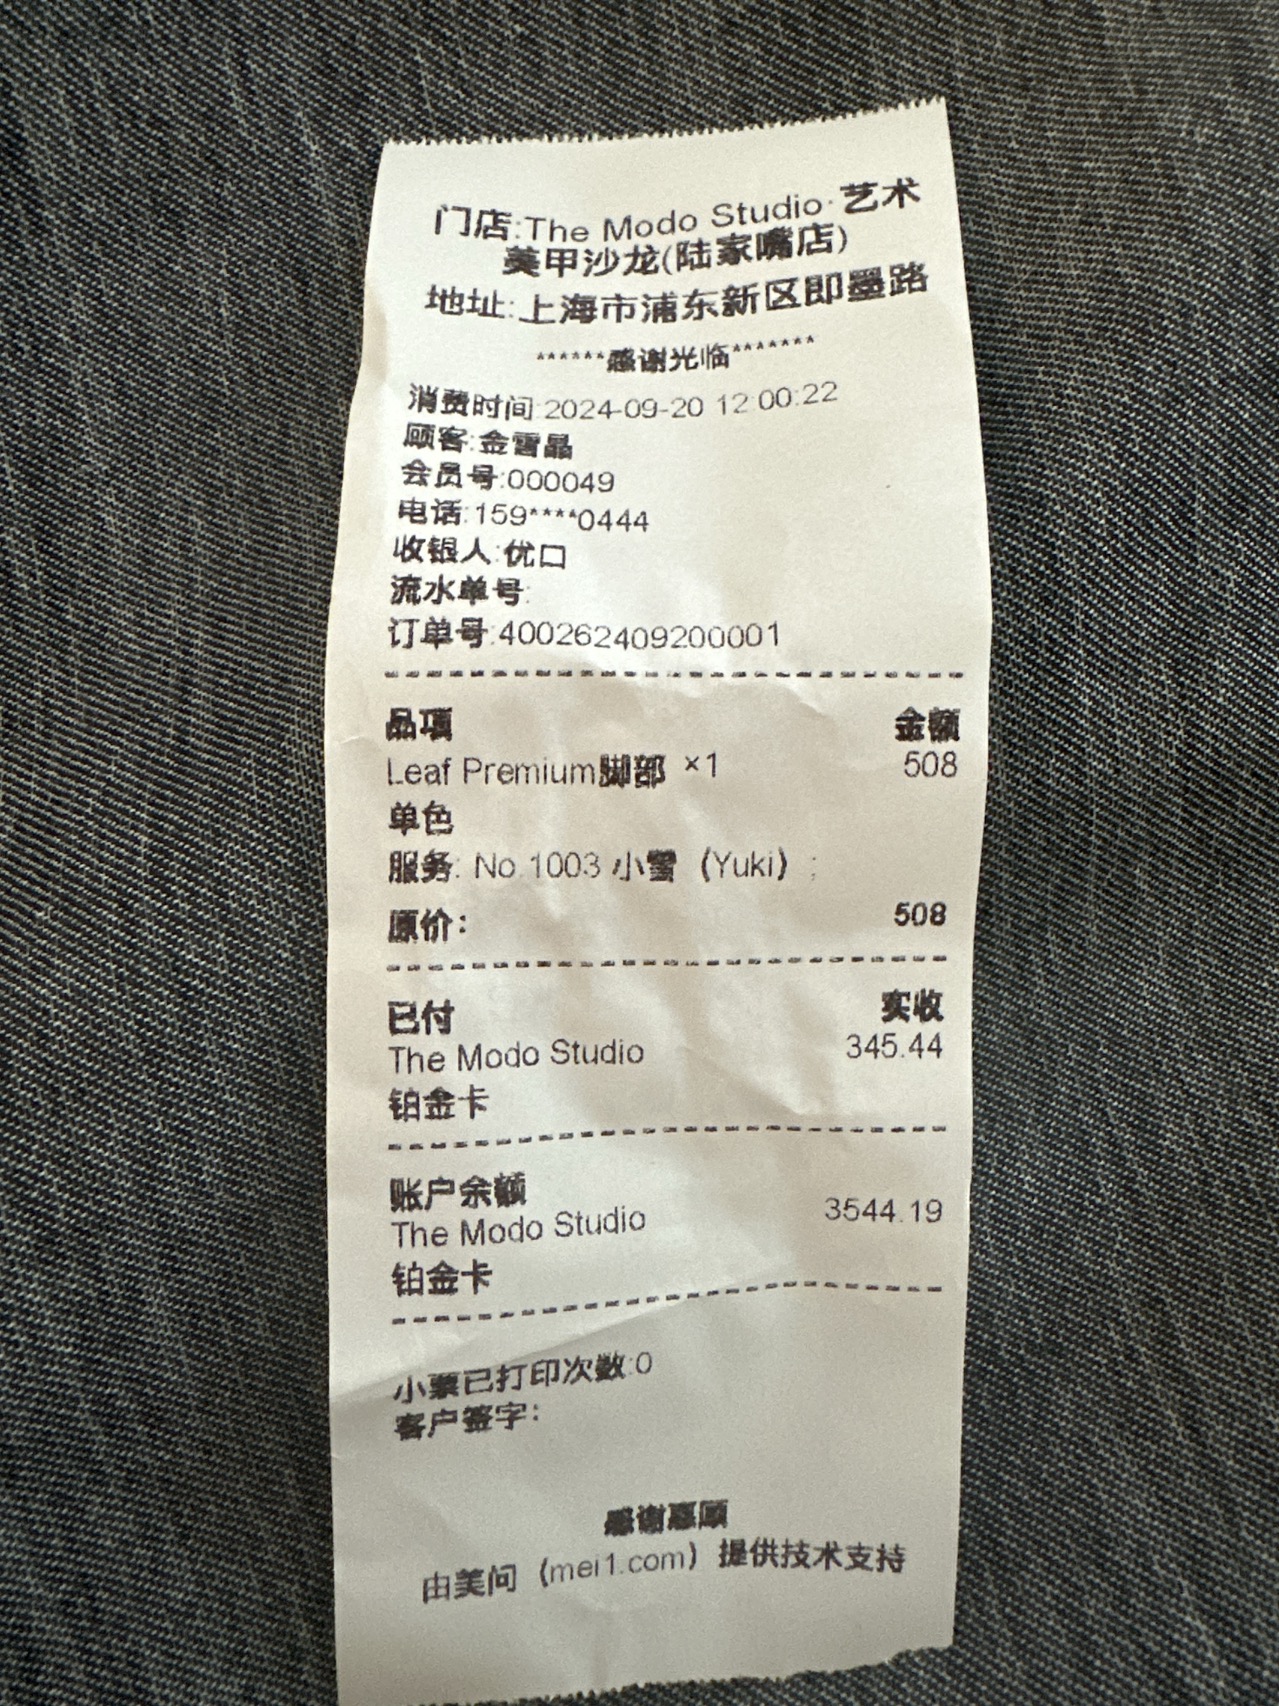 门店:The Modo Studio·艺术
美甲沙龙(陆家嘴店)
地址:上海市浦东新区即墨路
******感谢光临*******
消费时间:2024-09-20 12:00:22
顾客:金雪晶
会员号:000049
电话:159****0444
收银人:优口
流水单号:
订单号:400262409200001
品项 金额
Leaf Premium脚部 ×1 508
单色
服务: No.1003 小雪（Yuki）;
原价: 508
已付 实收
The Modo Studio 345.44
铂金卡
账户余额
The Modo Studio 3544.19
铂金卡
小票已打印次数:0
客户签字:
感谢惠顾
由美问（mei1.com）提供技术支持